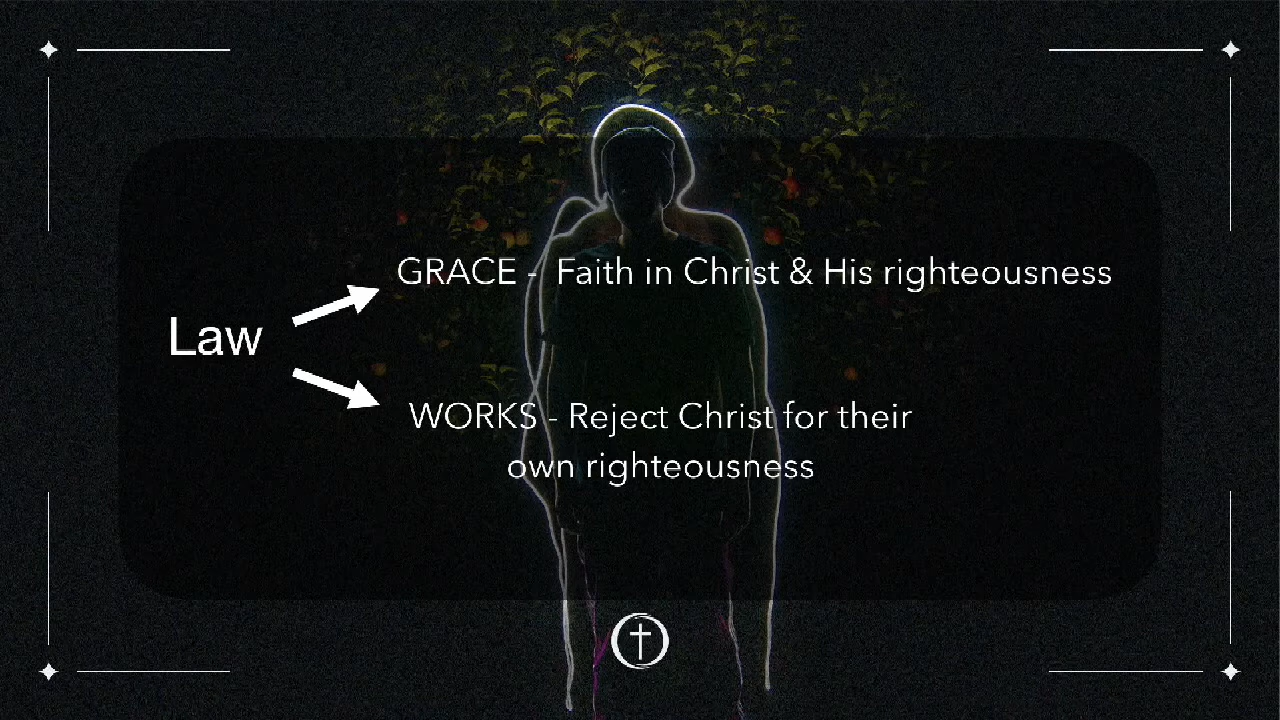 GRACE - Faith in Christ & His righteousness
Law
WORKS - Reject Christ for their
own righteousness